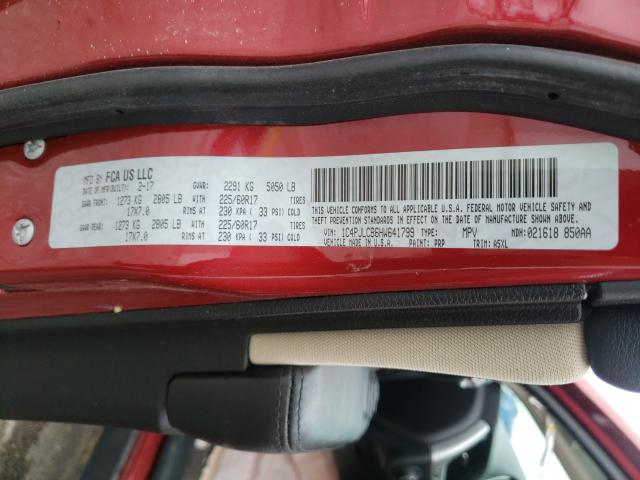 MFD BY FCA US LLC
DATE OF MFR(BUILT): 2-17 GVWR: 2291 KG 5050 LB
GAWR FRONT: 1273 KG 2805 LB WITH 225/60R17 TIRES
17X7.0 RIMS AT 230 KPA ( 33 PSI) COLD
GAWR REAR: 1273 KG 2805 LB WITH 225/60R17 TIRES
17X7.0 RIMS AT 230 KPA ( 33 PSI) COLD
THIS VEHICLE CONFORMS TO ALL APPLICABLE U.S.A. FEDERAL MOTOR VEHICLE SAFETY AND
THEFT PREVENTION STANDARDS IN EFFECT ON THE DATE OF MANUFACTURE SHOWN ABOVE.
VIN: 1C4PJLCB6HW641799 TYPE: MPV MDH: 021618 850AA
VEHICLE MADE IN U.S.A. PAINT: PRP TRIM: A5XL